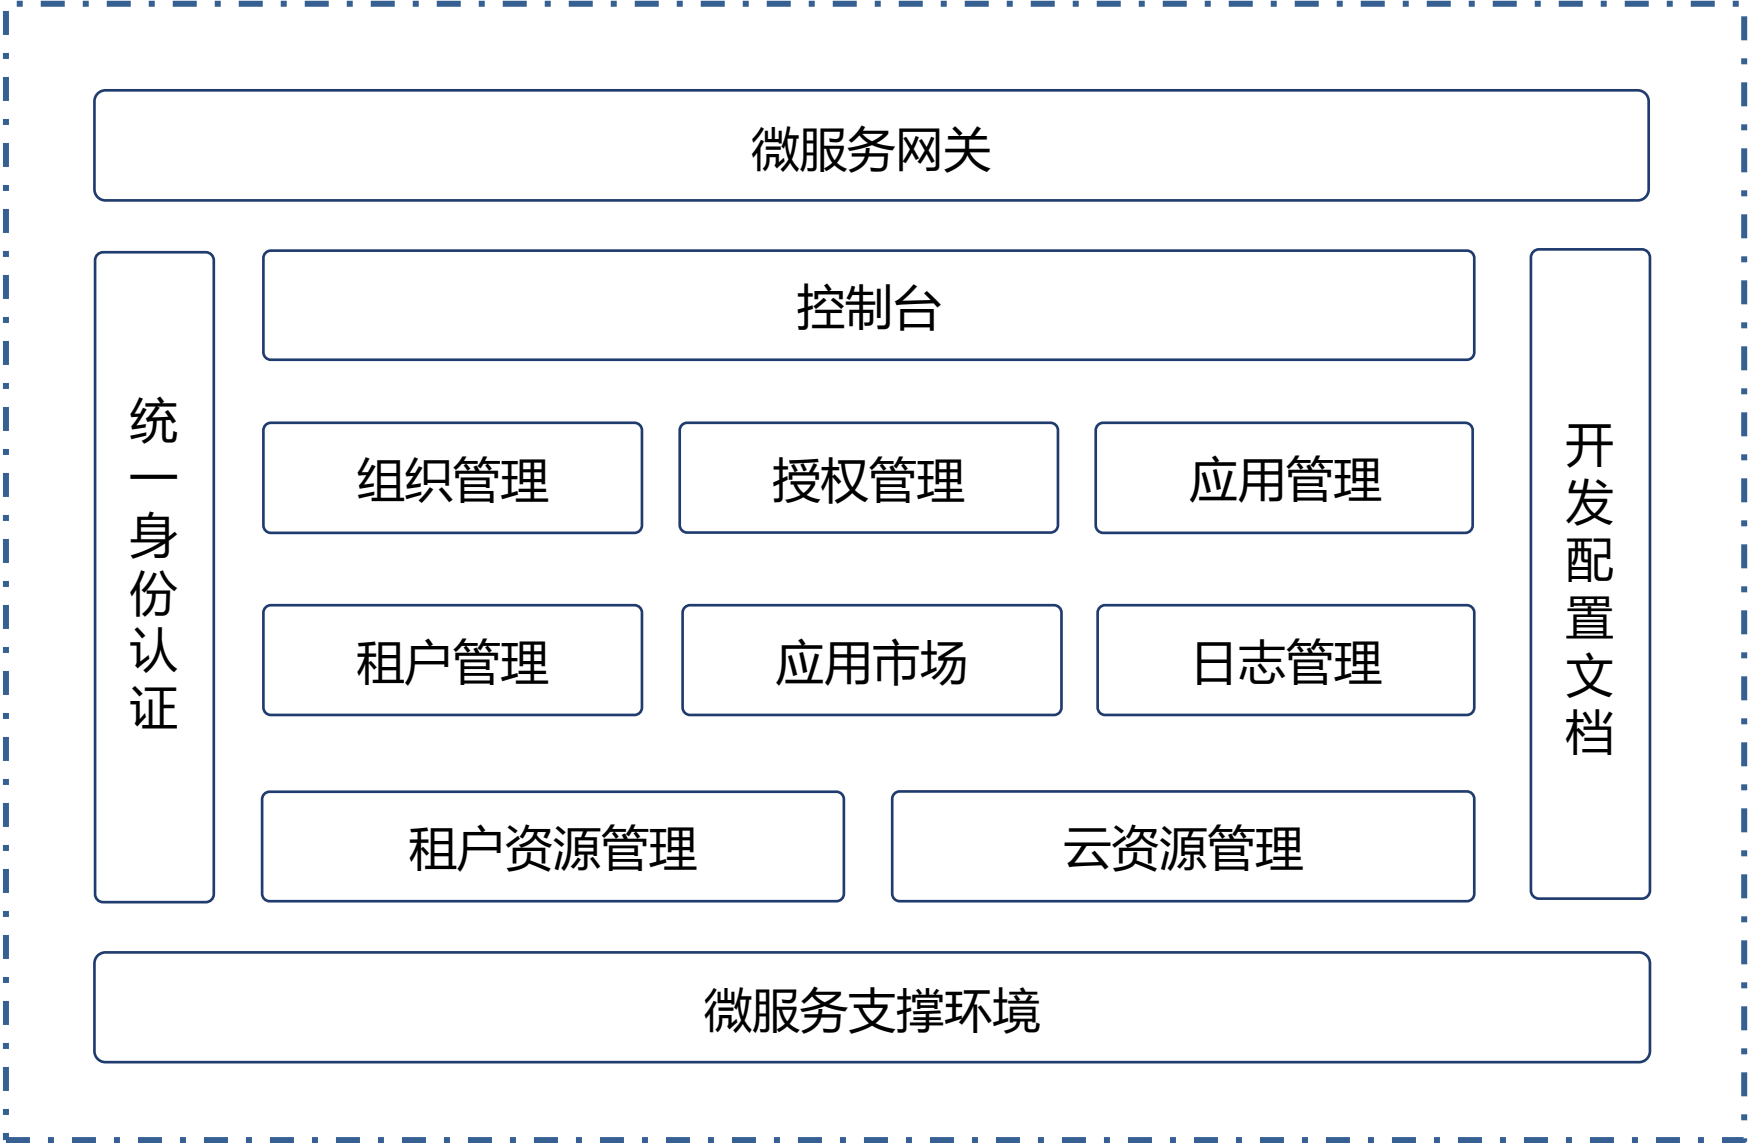 微服务网关
控制台
统一身份认证
组织管理
授权管理
应用管理
租户管理
应用市场
日志管理
租户资源管理
云资源管理
开发配置文档
微服务支撑环境